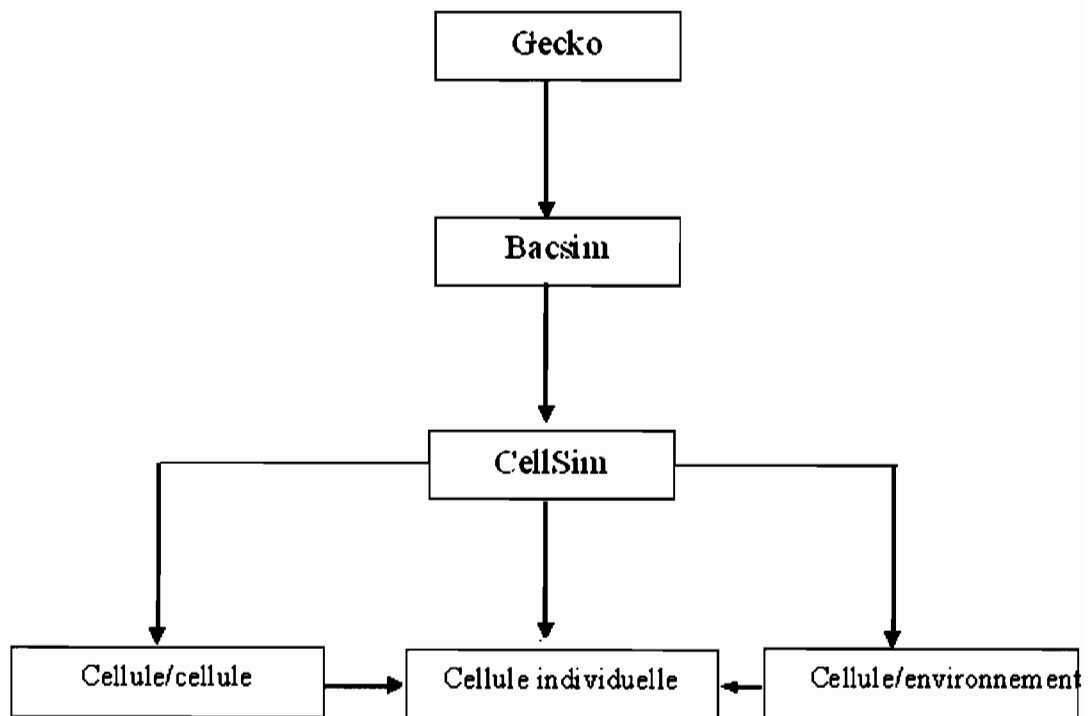 Gecko
Bacsim
CellSim
Cellule/cellule
Cellule individuelle
Cellule/environnement